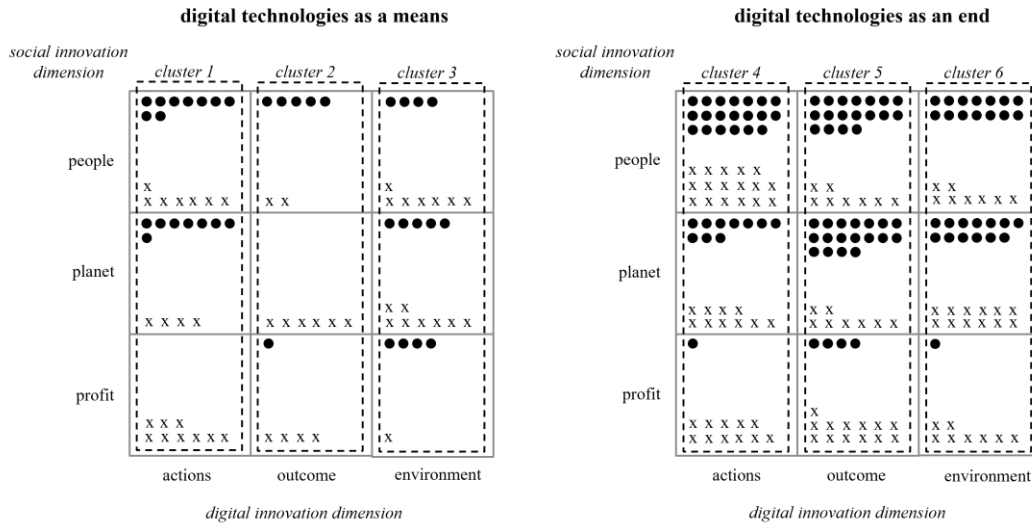 digital technologies as a means
social innovation
dimension
cluster 1
cluster 2
cluster 3
people
planet
profit
actions
outcome
environment
digital innovation dimension
digital technologies as an end
social innovation
dimension
cluster 4
cluster 5
cluster 6
people
planet
profit
actions
outcome
environment
digital innovation dimension